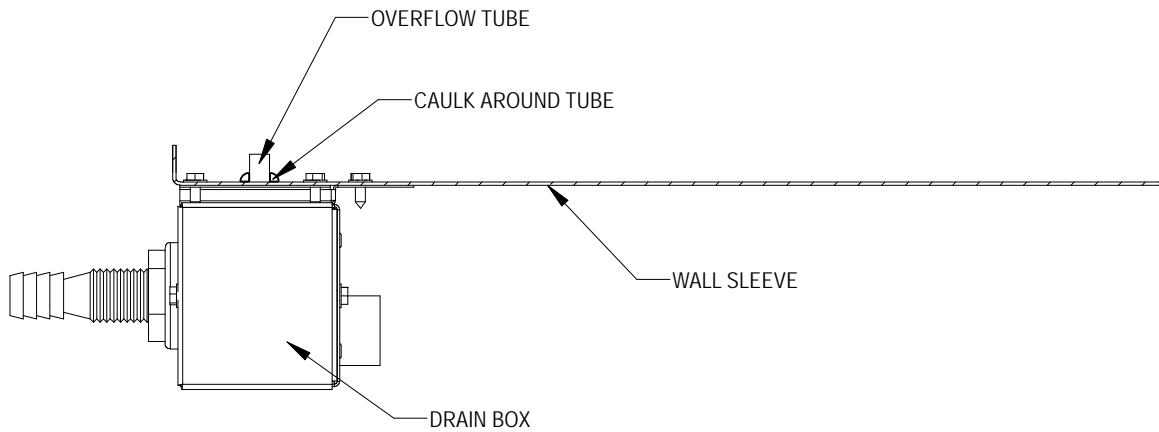 OVERFLOW TUBE
CAULK AROUND TUBE
WALL SLEEVE
DRAIN BOX